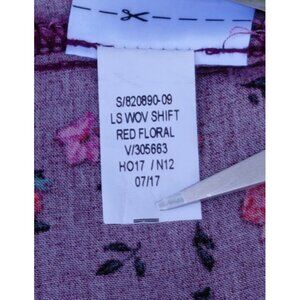 S/820890-09
LS WOV SHIFT
RED FLORAL
V/305663
HO17 / N12
07/17